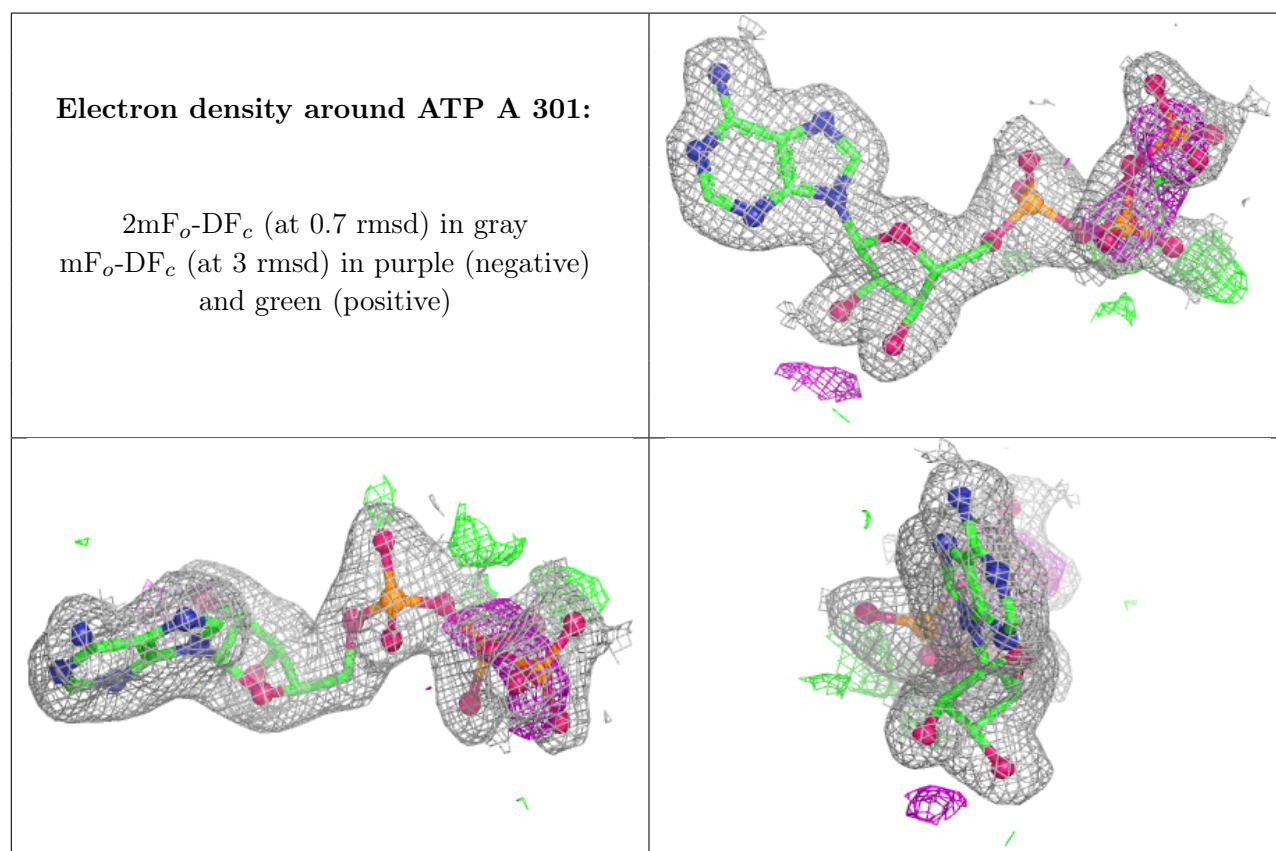 Electron density around ATP A 301:
2mFₒ-DF𝒸 (at 0.7 rmsd) in gray
mFₒ-DF𝒸 (at 3 rmsd) in purple (negative)
and green (positive)